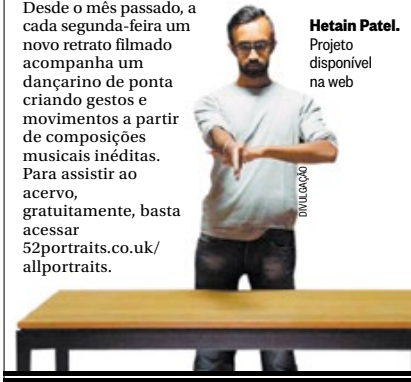 Desde o mês passado, a
cada segunda-feira um
novo retrato filmado
acompanha um
dançarino de ponta
criando gestos e
movimentos a partir
de composições
musicais inéditas.
Para assistir ao
acervo,
gratuitamente, basta
acessar
52portraits.co.uk/
allportraits.
Hetain Patel.
Projeto
disponível
na web
DIVULGAÇÃO